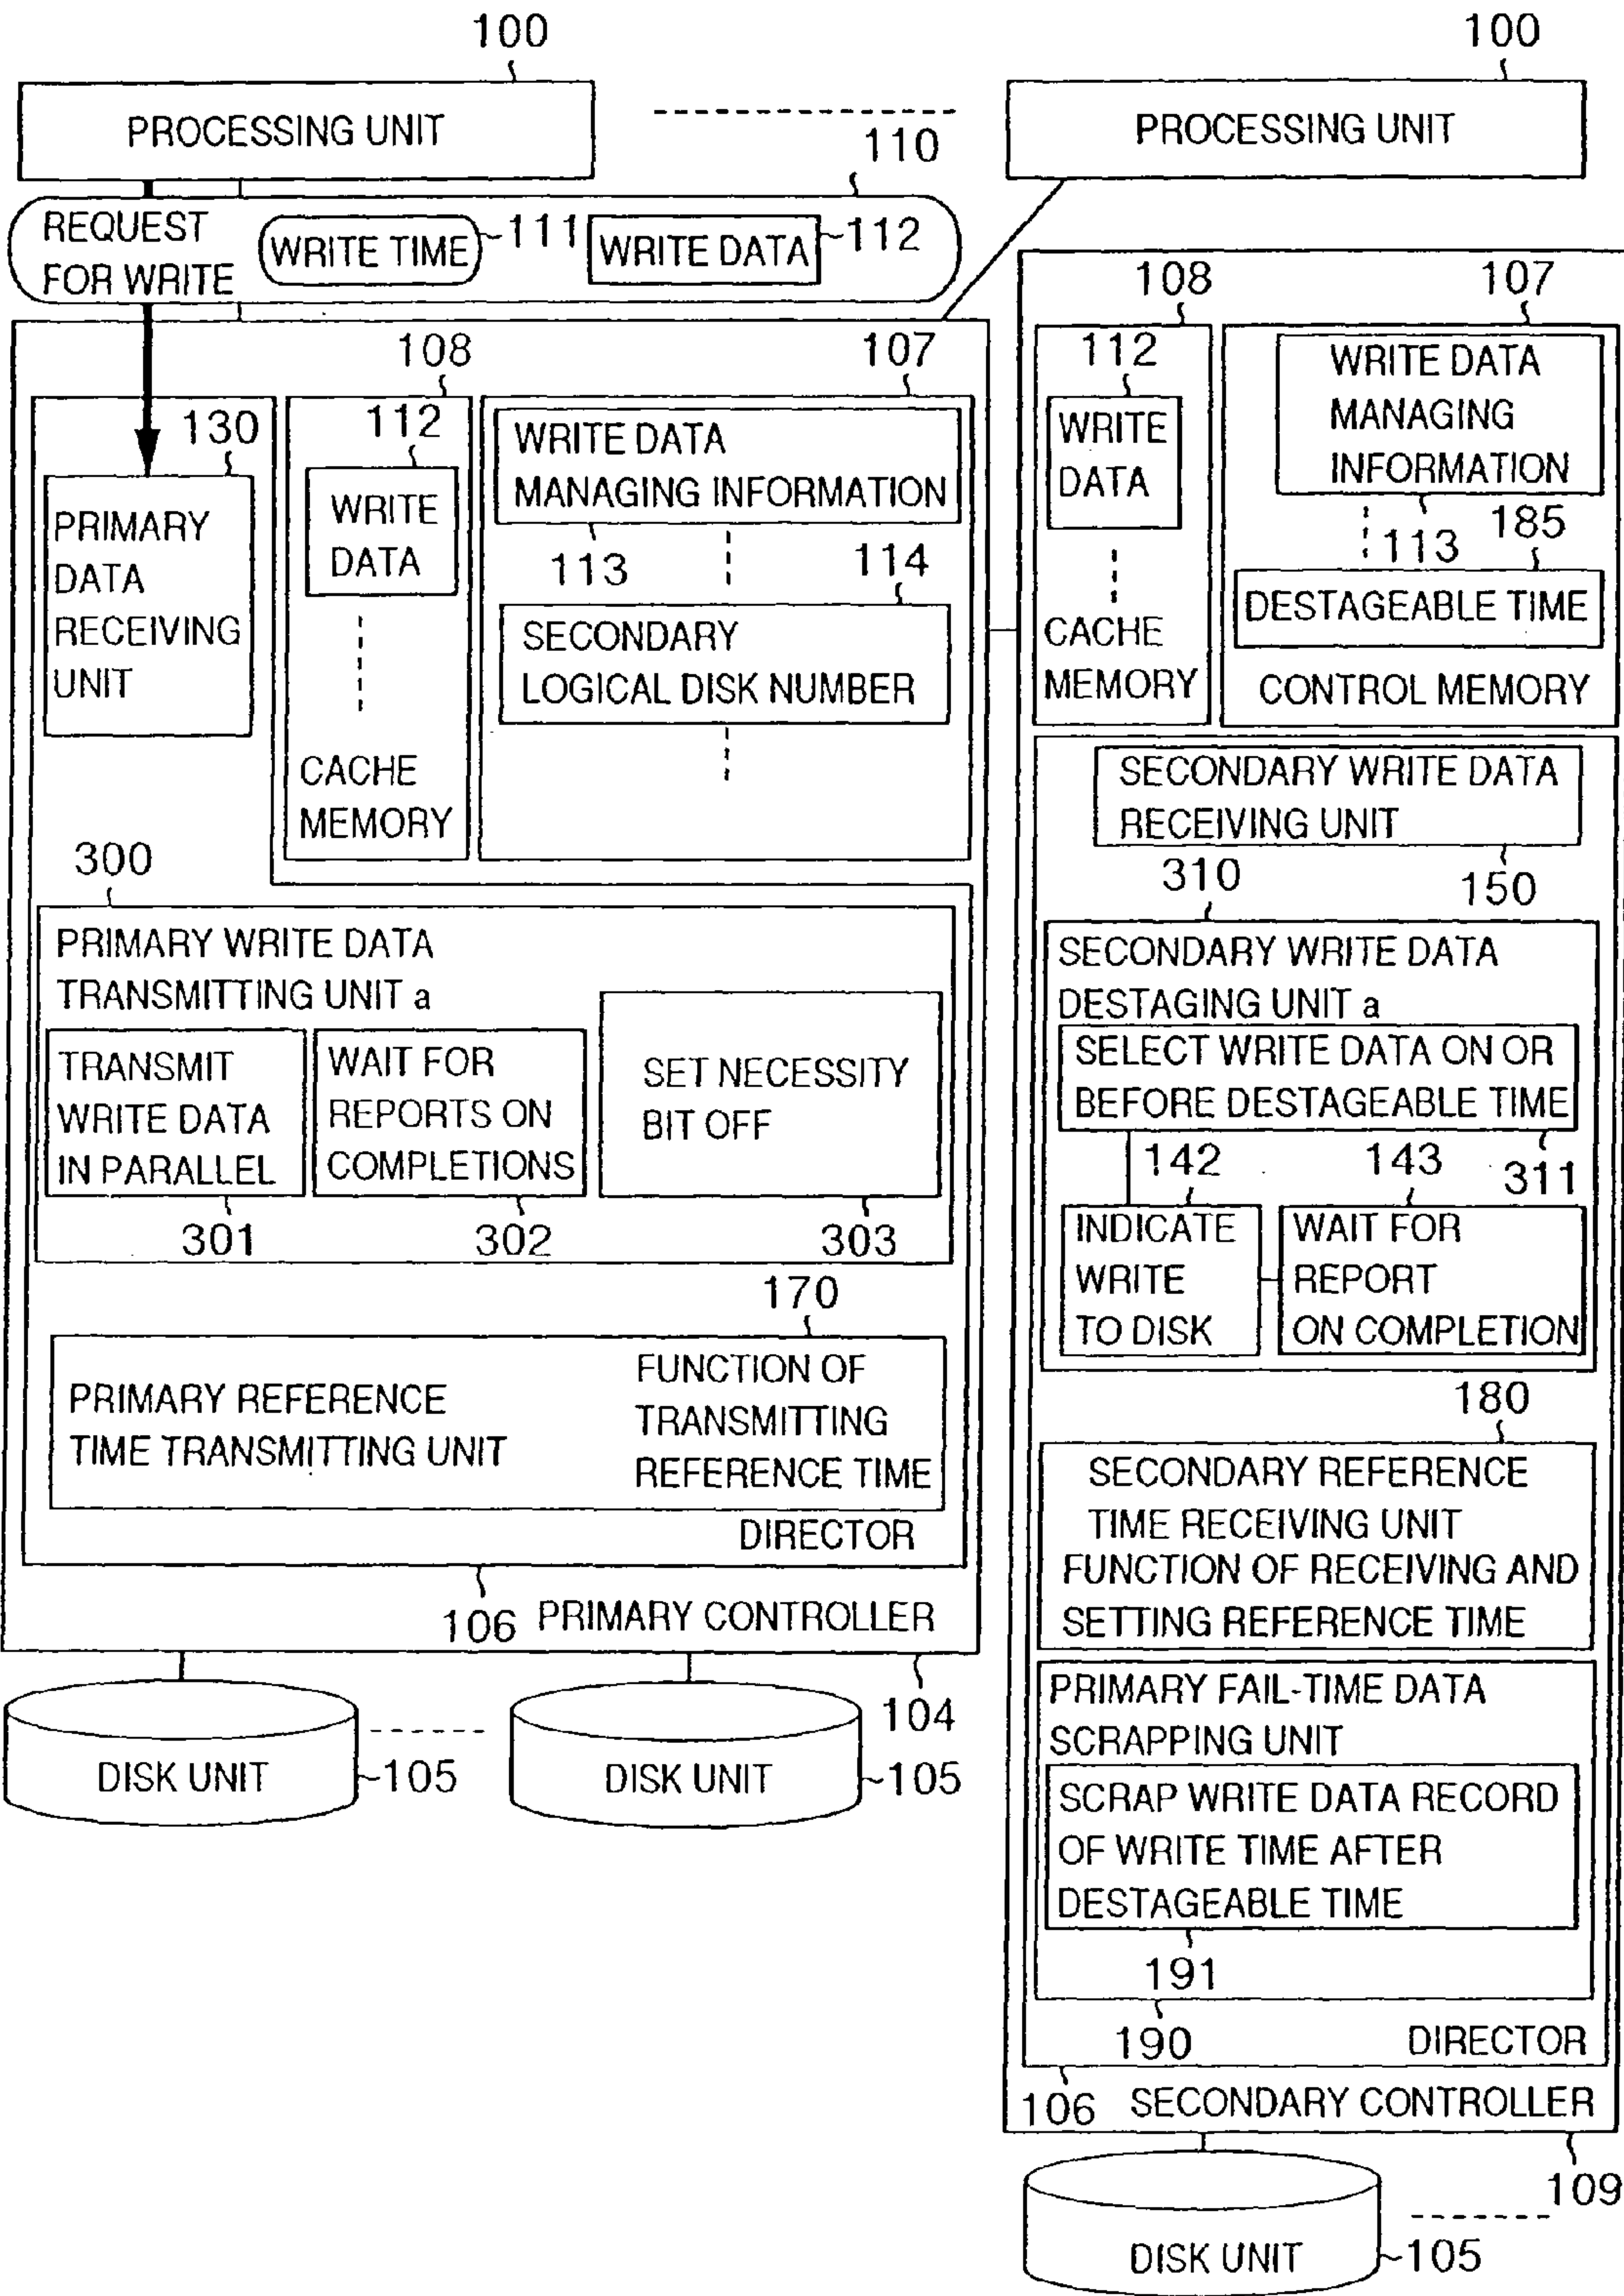 100
100
PROCESSING UNIT
PROCESSING UNIT
110
REQUEST
FOR WRITE
WRITE TIME
111
WRITE DATA
112
108
107
130
112
WRITE DATA
MANAGING INFORMATION
PRIMARY
DATA
RECEIVING
UNIT
WRITE
DATA
113
114
SECONDARY
LOGICAL DISK NUMBER
CACHE
MEMORY
300
PRIMARY WRITE DATA
TRANSMITTING UNIT a
TRANSMIT
WRITE DATA
IN PARALLEL
WAIT FOR
REPORTS ON
COMPLETIONS
SET NECESSITY
BIT OFF
301
302
303
170
PRIMARY REFERENCE
TIME TRANSMITTING UNIT
FUNCTION OF
TRANSMITTING
REFERENCE TIME
DIRECTOR
106
PRIMARY CONTROLLER
104
DISK UNIT
105
DISK UNIT
105
108
107
112
WRITE
DATA
WRITE DATA
MANAGING
INFORMATION
113
185
DESTAGEABLE TIME
CACHE
MEMORY
CONTROL MEMORY
SECONDARY WRITE DATA
RECEIVING UNIT
310
150
SECONDARY WRITE DATA
DESTAGING UNIT a
SELECT WRITE DATA ON OR
BEFORE DESTAGEABLE TIME
142
143
311
INDICATE
WRITE
TO DISK
WAIT FOR
REPORT
ON COMPLETION
180
SECONDARY REFERENCE
TIME RECEIVING UNIT
FUNCTION OF RECEIVING AND
SETTING REFERENCE TIME
PRIMARY FAIL-TIME DATA
SCRAPPING UNIT
SCRAP WRITE DATA RECORD
OF WRITE TIME AFTER
DESTAGEABLE TIME
191
190
DIRECTOR
106
SECONDARY CONTROLLER
109
DISK UNIT
105